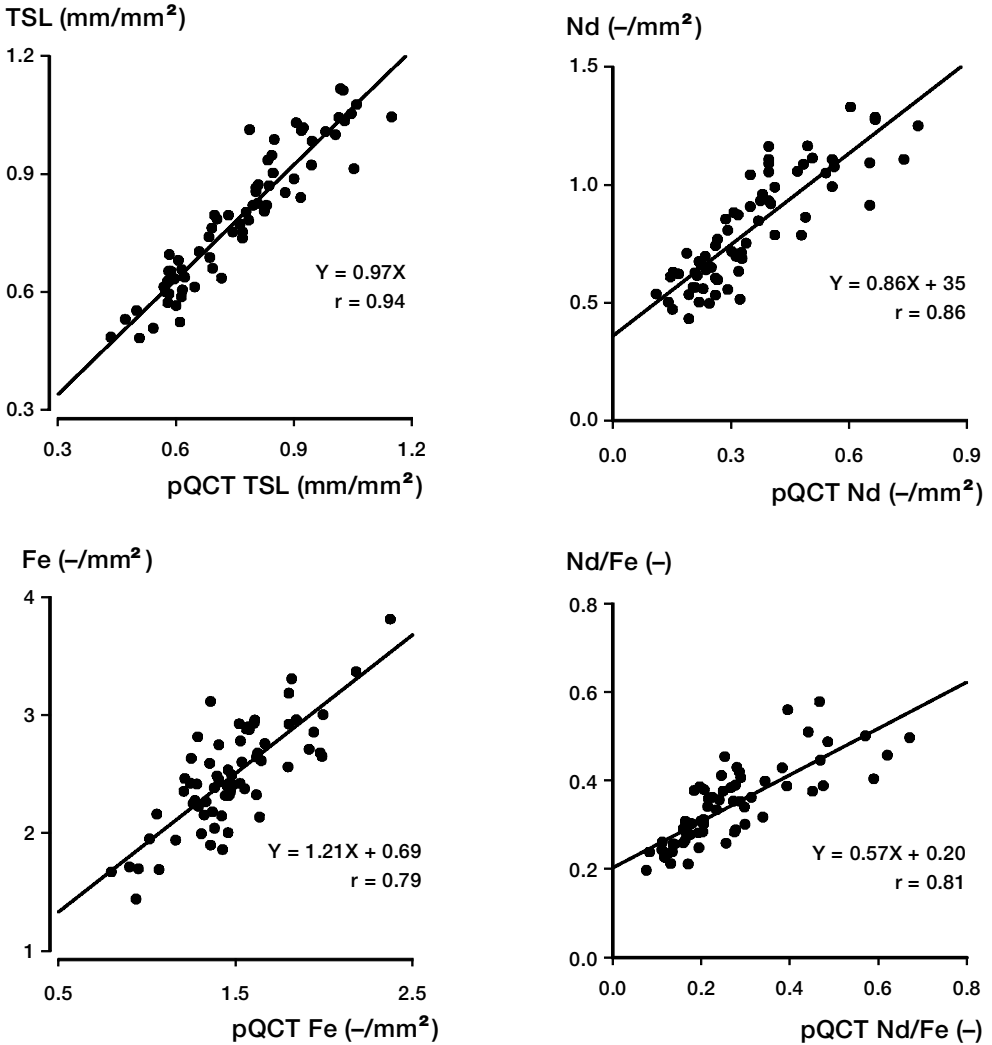 TSL (mm/mm²)
1.2
0.9
0.6
0.3
Y = 0.97X
r = 0.94
0.3 0.6 0.9 1.2
pQCT TSL (mm/mm²)
Nd (–/mm²)
1.5
1.0
0.5
0.0
Y = 0.86X + 35
r = 0.86
0.0 0.3 0.6 0.9
pQCT Nd (–/mm²)
Fe (–/mm²)
4
3
2
1
Y = 1.21X + 0.69
r = 0.79
0.5 1.5 2.5
pQCT Fe (–/mm²)
Nd/Fe (–)
0.8
0.6
0.4
0.2
0.0
Y = 0.57X + 0.20
r = 0.81
0.0 0.2 0.4 0.6 0.8
pQCT Nd/Fe (–)